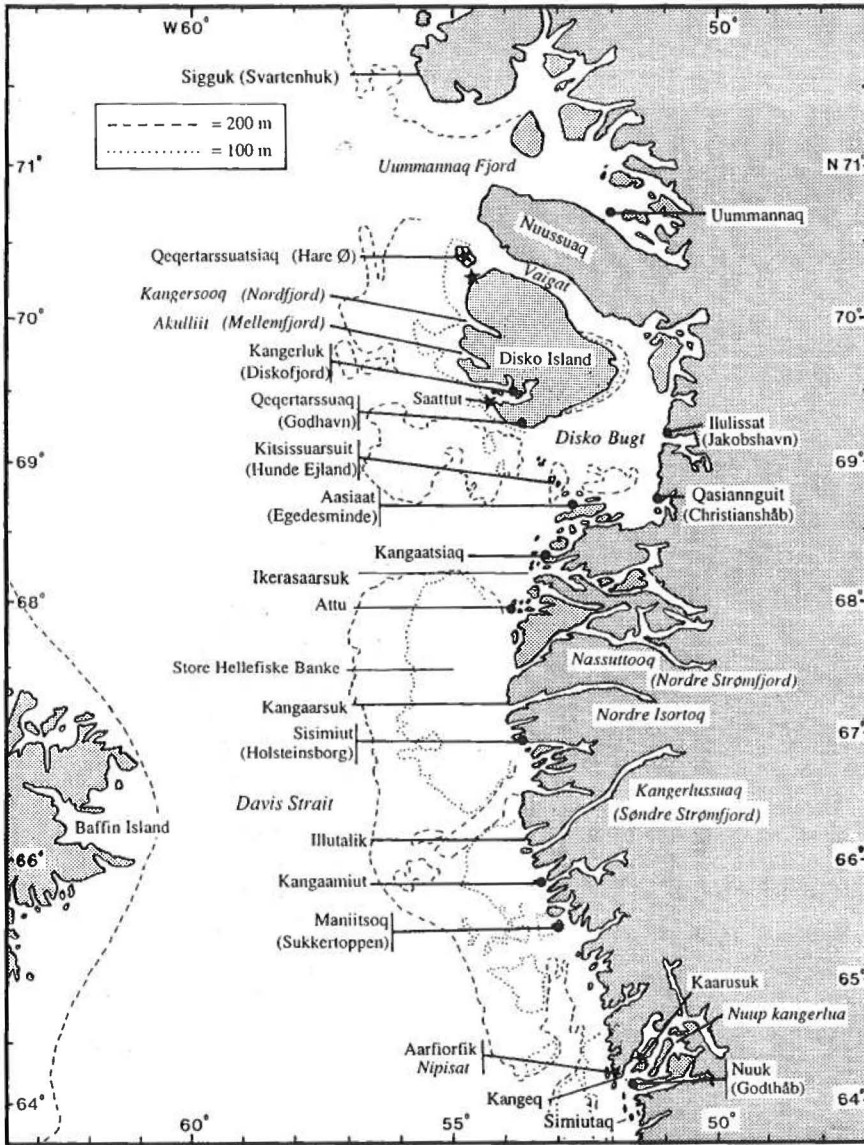 W 60°
50°
Sigguk (Svartenhuk)
= 200 m
= 100 m
71°
N 71°
Uummannaq Fjord
Uummannaq
Nuussuaq
Qeqertarssuatsiaq (Hare Ø)
Vaigat
Kangersooq (Nordfjord)
70°
70°
Akulliit (Mellemfjord)
Kangerluk
(Diskofjord)
Disko Island
Qeqertarssuaq
(Godhavn)
Saattut
Ilulissat
(Jakobshavn)
Disko Bugt
Kitsissuarsuit
(Hunde Ejland)
69°
69°
Aasiaat
(Egedesminde)
Qasiannguit
(Christianshåb)
Kangaatsiaq
Ikerasaarsuk
68°
68°
Attu
Store Hellefiske Banke
Nassuttooq
(Nordre Strømfjord)
Kangaarsuk
Nordre Isortoq
Sisimiut
(Holsteinsborg)
67°
Kangerlussuaq
(Søndre Strømfjord)
Davis Strait
Baffin Island
Illutalik
66°
66°
Kangaamiut
Maniitsoq
(Sukkertoppen)
65°
Kaarusuk
Nuup kangerlua
Aarfiorfik
Nipisat
Nuuk
(Godthåb)
Kangeq
Simiutaq
64°
64°
60°
55°
50°